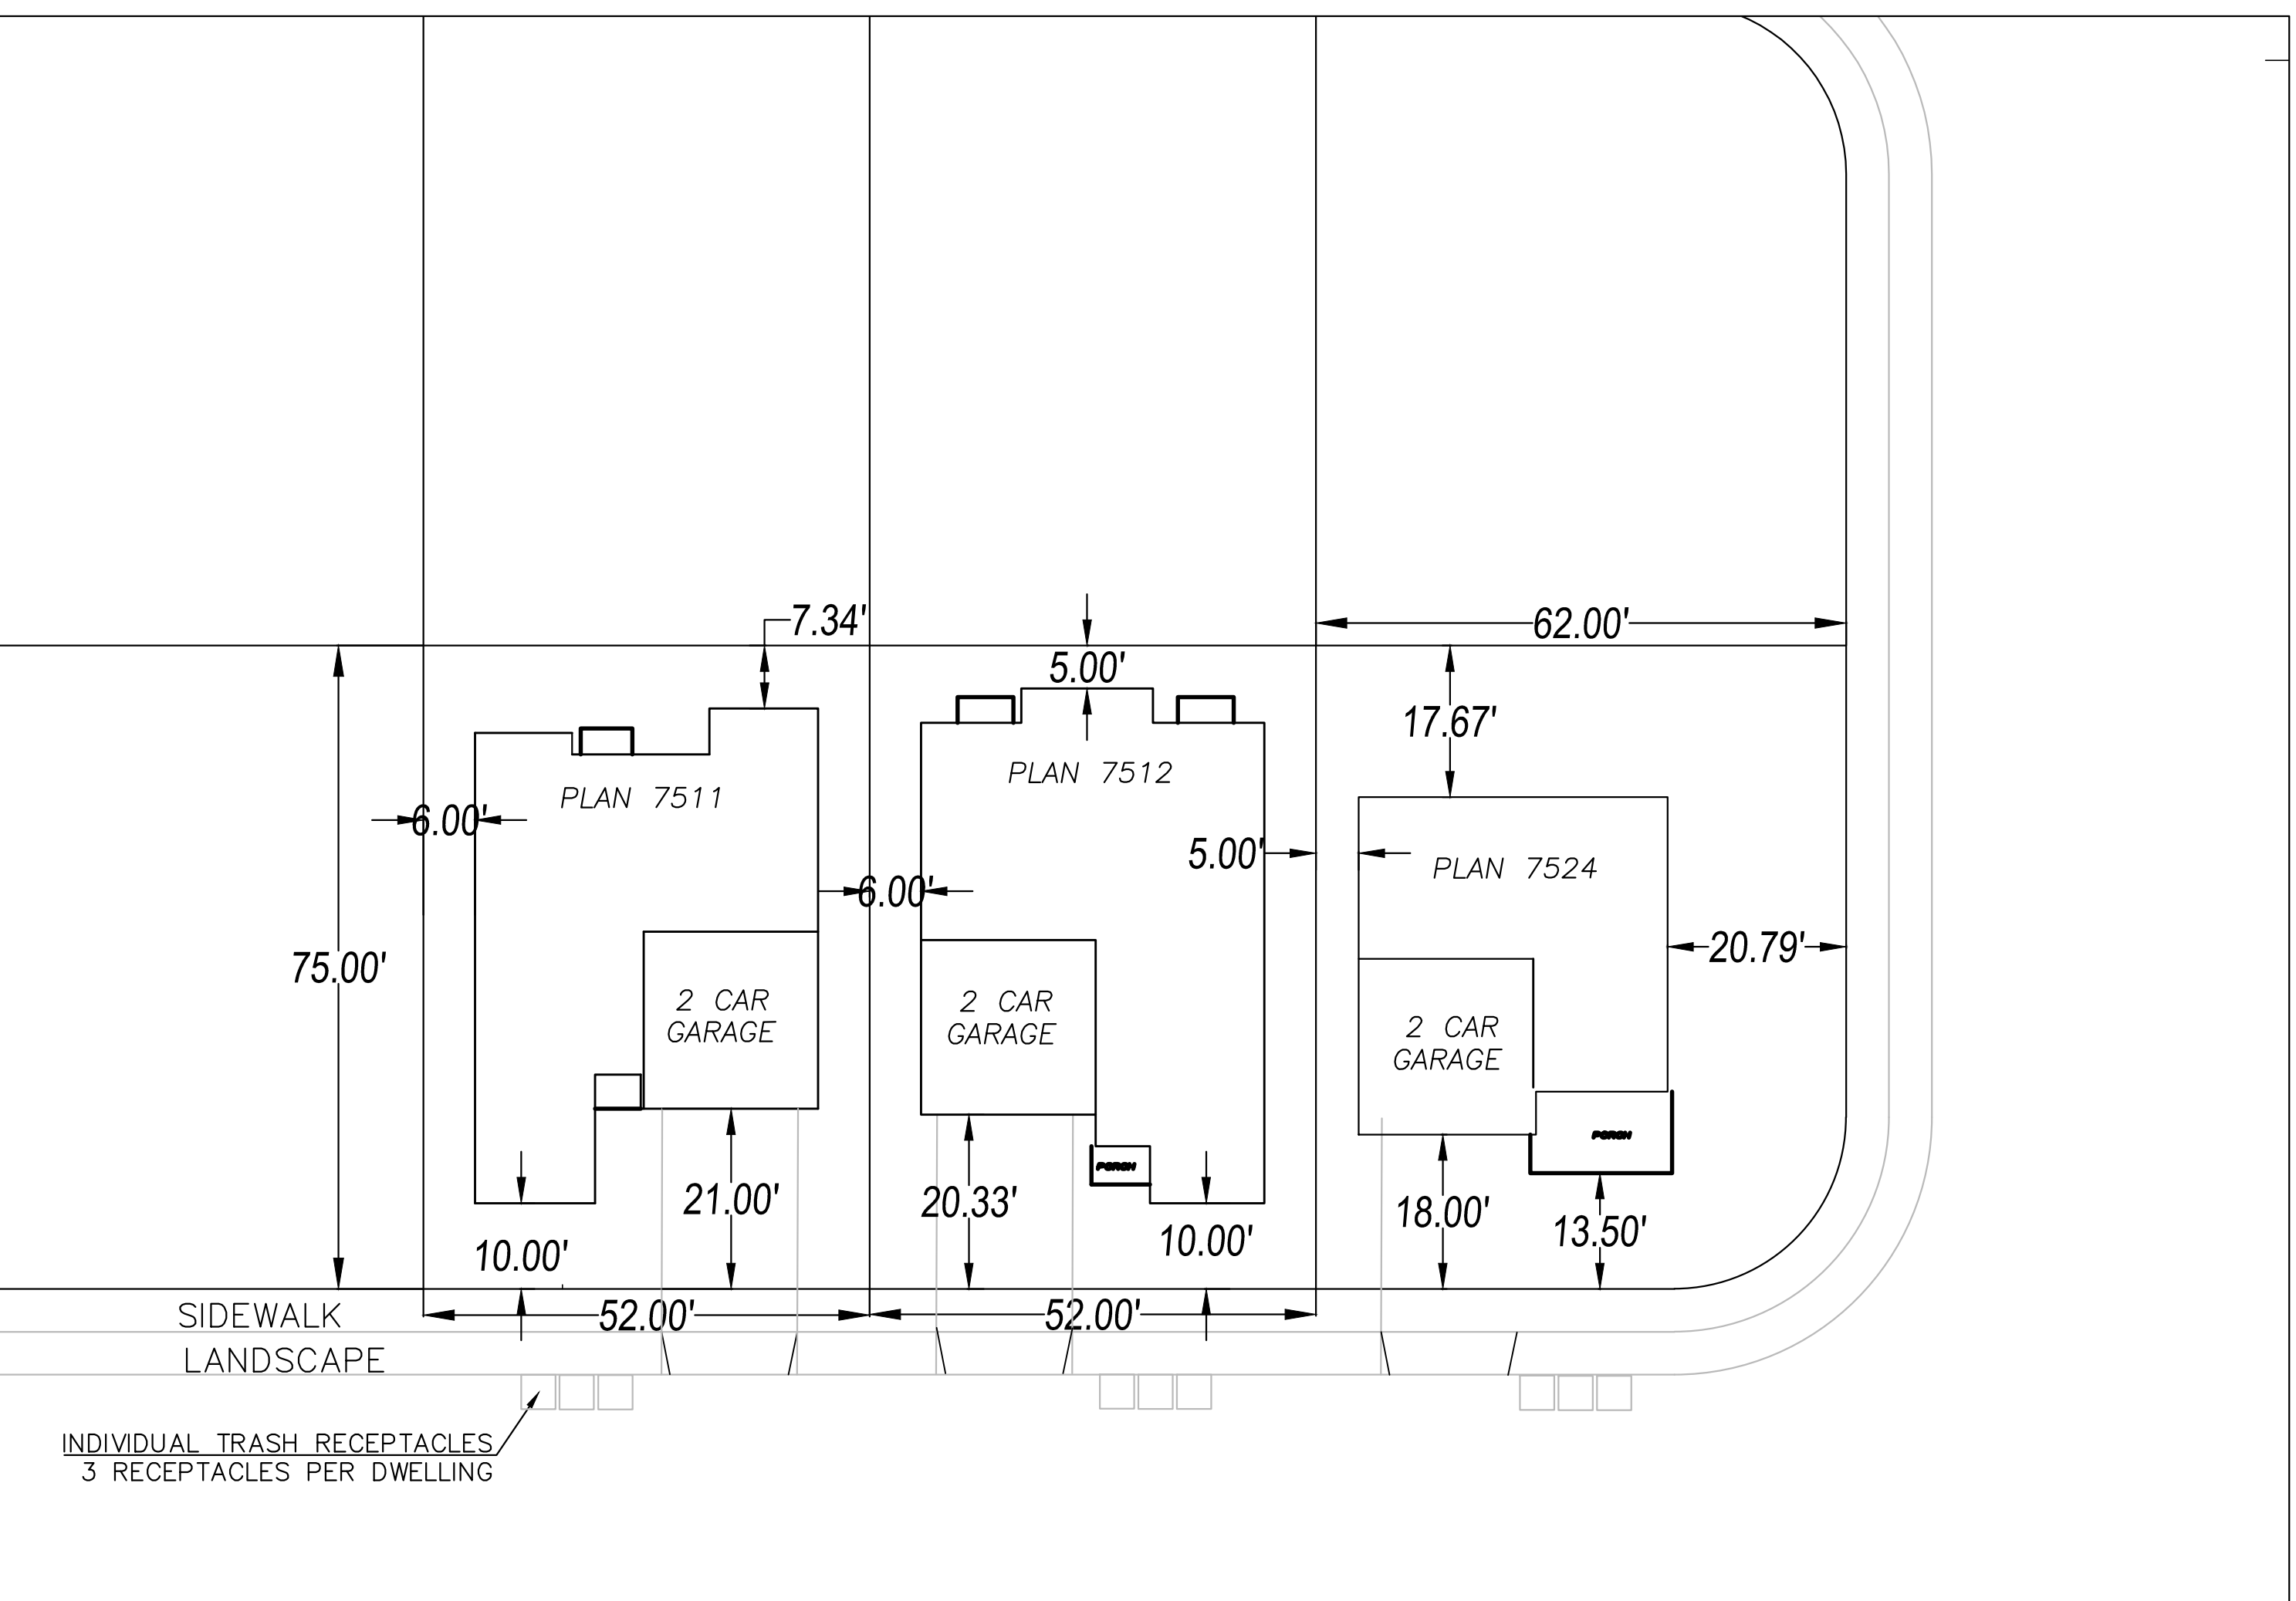 7.34'
62.00'
5.00'
17.67'
PLAN 7512
PLAN 7511
6.00'
5.00'
PLAN 7524
6.00'
20.79'
75.00'
2 CAR
GARAGE
2 CAR
GARAGE
2 CAR
GARAGE
PORCH
PORCH
21.00'
20.33'
18.00'
13.50'
10.00'
10.00'
SIDEWALK
52.00'
52.00'
LANDSCAPE
INDIVIDUAL TRASH RECEPTACLES
3 RECEPTACLES PER DWELLING